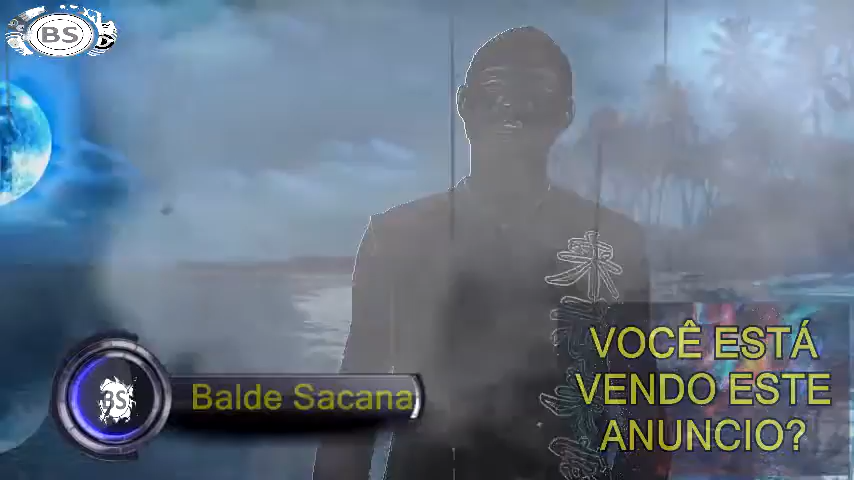 BS
BS
Balde Sacana
VOCÊ ESTÁ
VENDO ESTE
ANUNCIO?